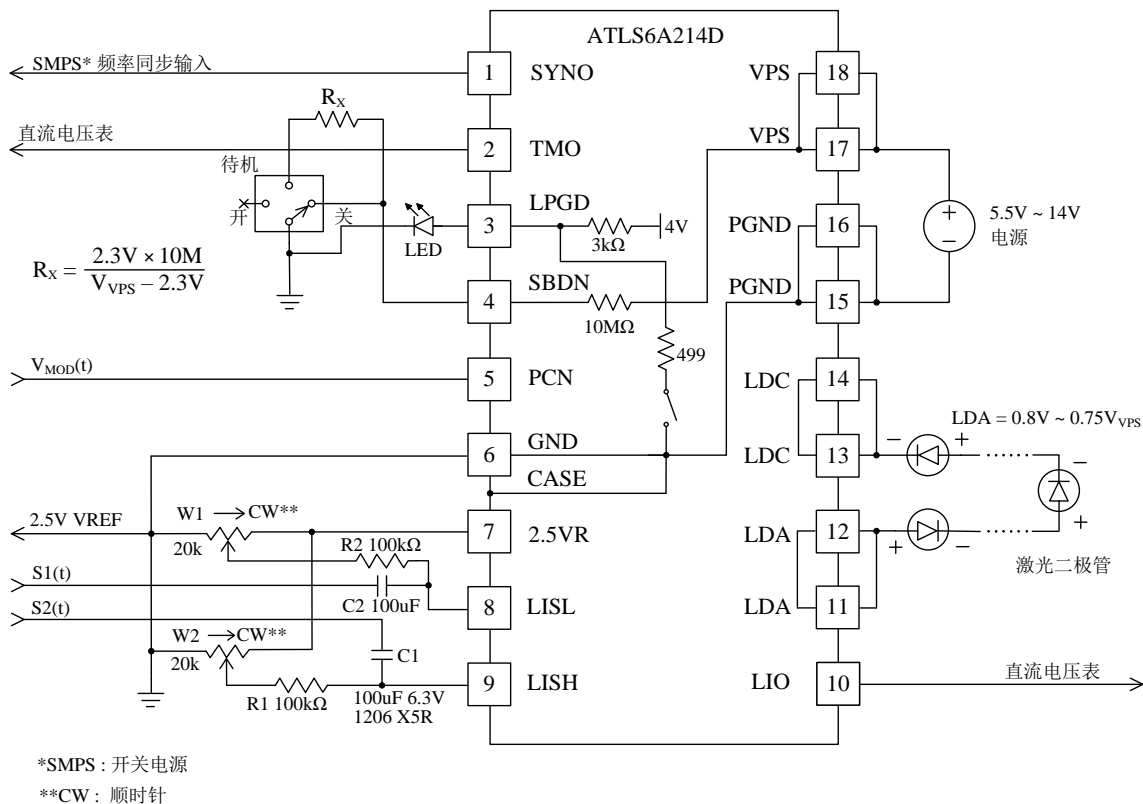 ATLS6A214D
SMPS* 频率同步输入
1 SYNO
VPS 18
R_X
直流电压表
2 TMO
VPS 17
待机
开
关
LED
3 LPGD
3kΩ
4V
PGND 16
5.5V ~ 14V
电源
+
−
R_X = 2.3V × 10M / V_VPS − 2.3V
4 SBDN
10MΩ
PGND 15
499
V_MOD(t)
5 PCN
LDC 14
LDA = 0.8V ~ 0.75V_VPS
6 GND
CASE
LDC 13
− +
−
+
2.5V VREF
W1 → CW**
20k
7 2.5VR
LDA 12
+ −
R2 100kΩ
激光二极管
S1(t)
C2 100uF
8 LISL
LDA 11
S2(t)
W2 → CW**
20k
C1
R1 100kΩ
100uF 6.3V
1206 X5R
9 LISH
LIO 10
直流电压表
*SMPS : 开关电源
**CW : 顺时针